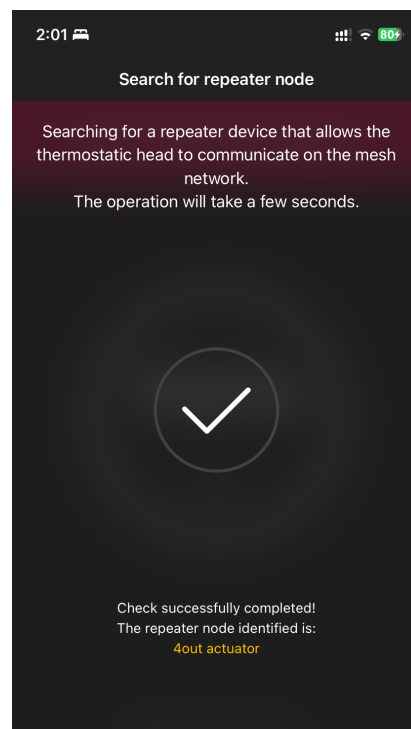 2:01
80
Search for repeater node
Searching for a repeater device that allows the
thermostatic head to communicate on the mesh
network.
The operation will take a few seconds.
Check successfully completed!
The repeater node identified is:
4out actuator